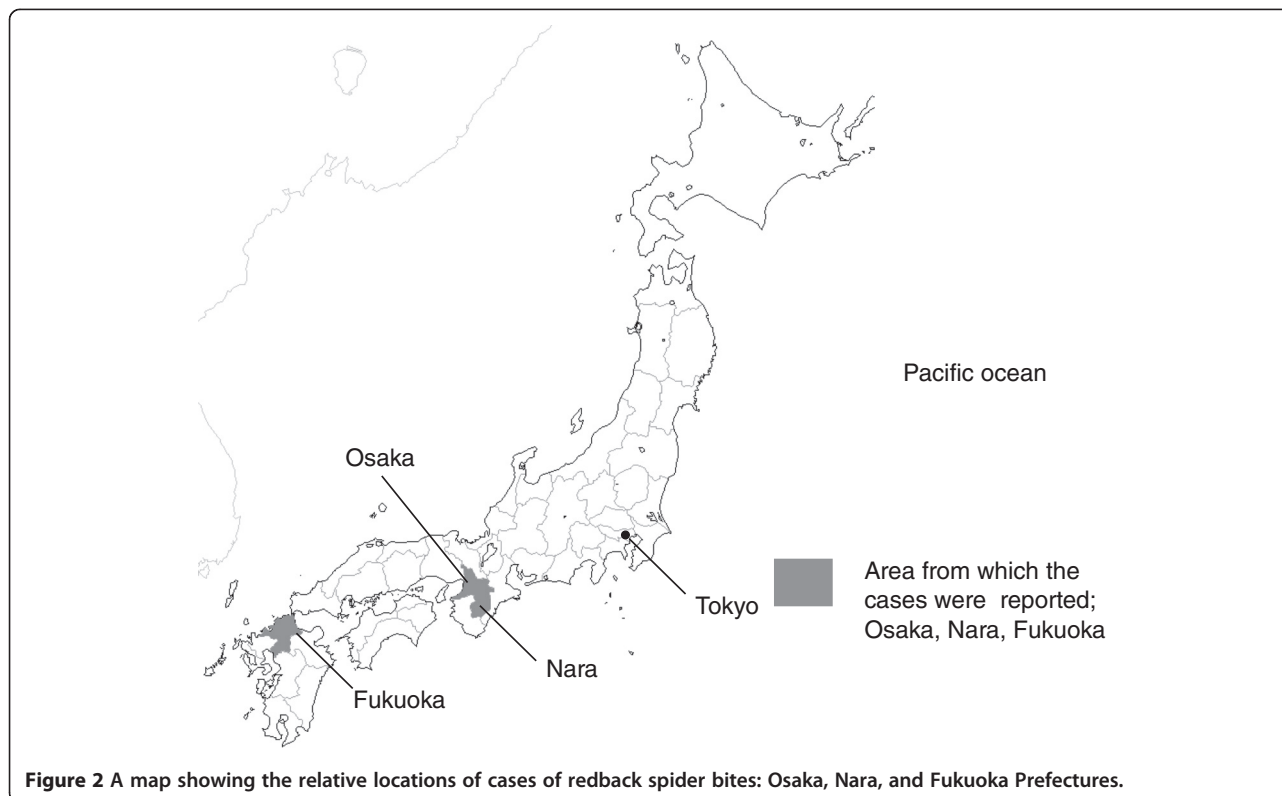 Pacific ocean
Osaka
Tokyo
Area from which the
cases were reported;
Osaka, Nara, Fukuoka
Nara
Fukuoka
Figure 2 A map showing the relative locations of cases of redback spider bites: Osaka, Nara, and Fukuoka Prefectures.